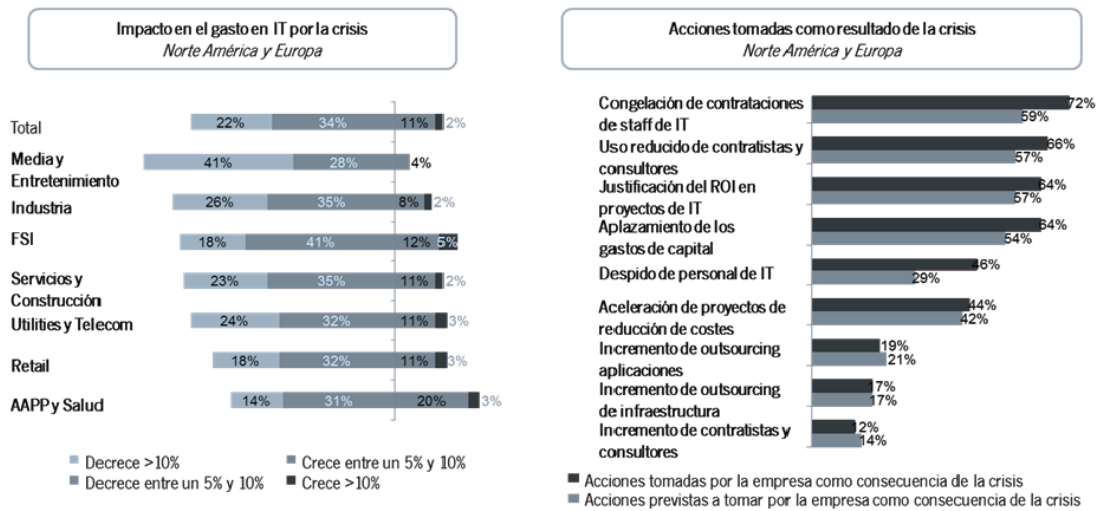 Impacto en el gasto en IT por la crisis
Norte América y Europa
Total
22%
34%
11%
2%
Media y
Entretenimiento
41%
28%
4%
Industria
26%
35%
8%
2%
FSI
18%
41%
12%
5%
Servicios y
Construcción
23%
35%
11%
2%
Utilities y Telecom
24%
32%
11%
3%
Retail
18%
32%
11%
3%
AAPP y Salud
14%
31%
20%
3%
Decrece >10%
Decrece entre un 5% y 10%
Crece entre un 5% y 10%
Crece >10%
Acciones tomadas como resultado de la crisis
Norte América y Europa
Congelación de contrataciones
de staff de IT
72%
59%
Uso reducido de contratistas y
consultores
66%
57%
Justificación del ROI en
proyectos de IT
64%
57%
Aplazamiento de los
gastos de capital
64%
54%
Despido de personal de IT
46%
29%
Aceleración de proyectos de
reducción de costes
44%
42%
Incremento de outsourcing
aplicaciones
19%
21%
Incremento de outsourcing
de infraestructura
17%
17%
Incremento de contratistas y
consultores
12%
14%
Acciones tomadas por la empresa como consecuencia de la crisis
Acciones previstas a tomar por la empresa como consecuencia de la crisis